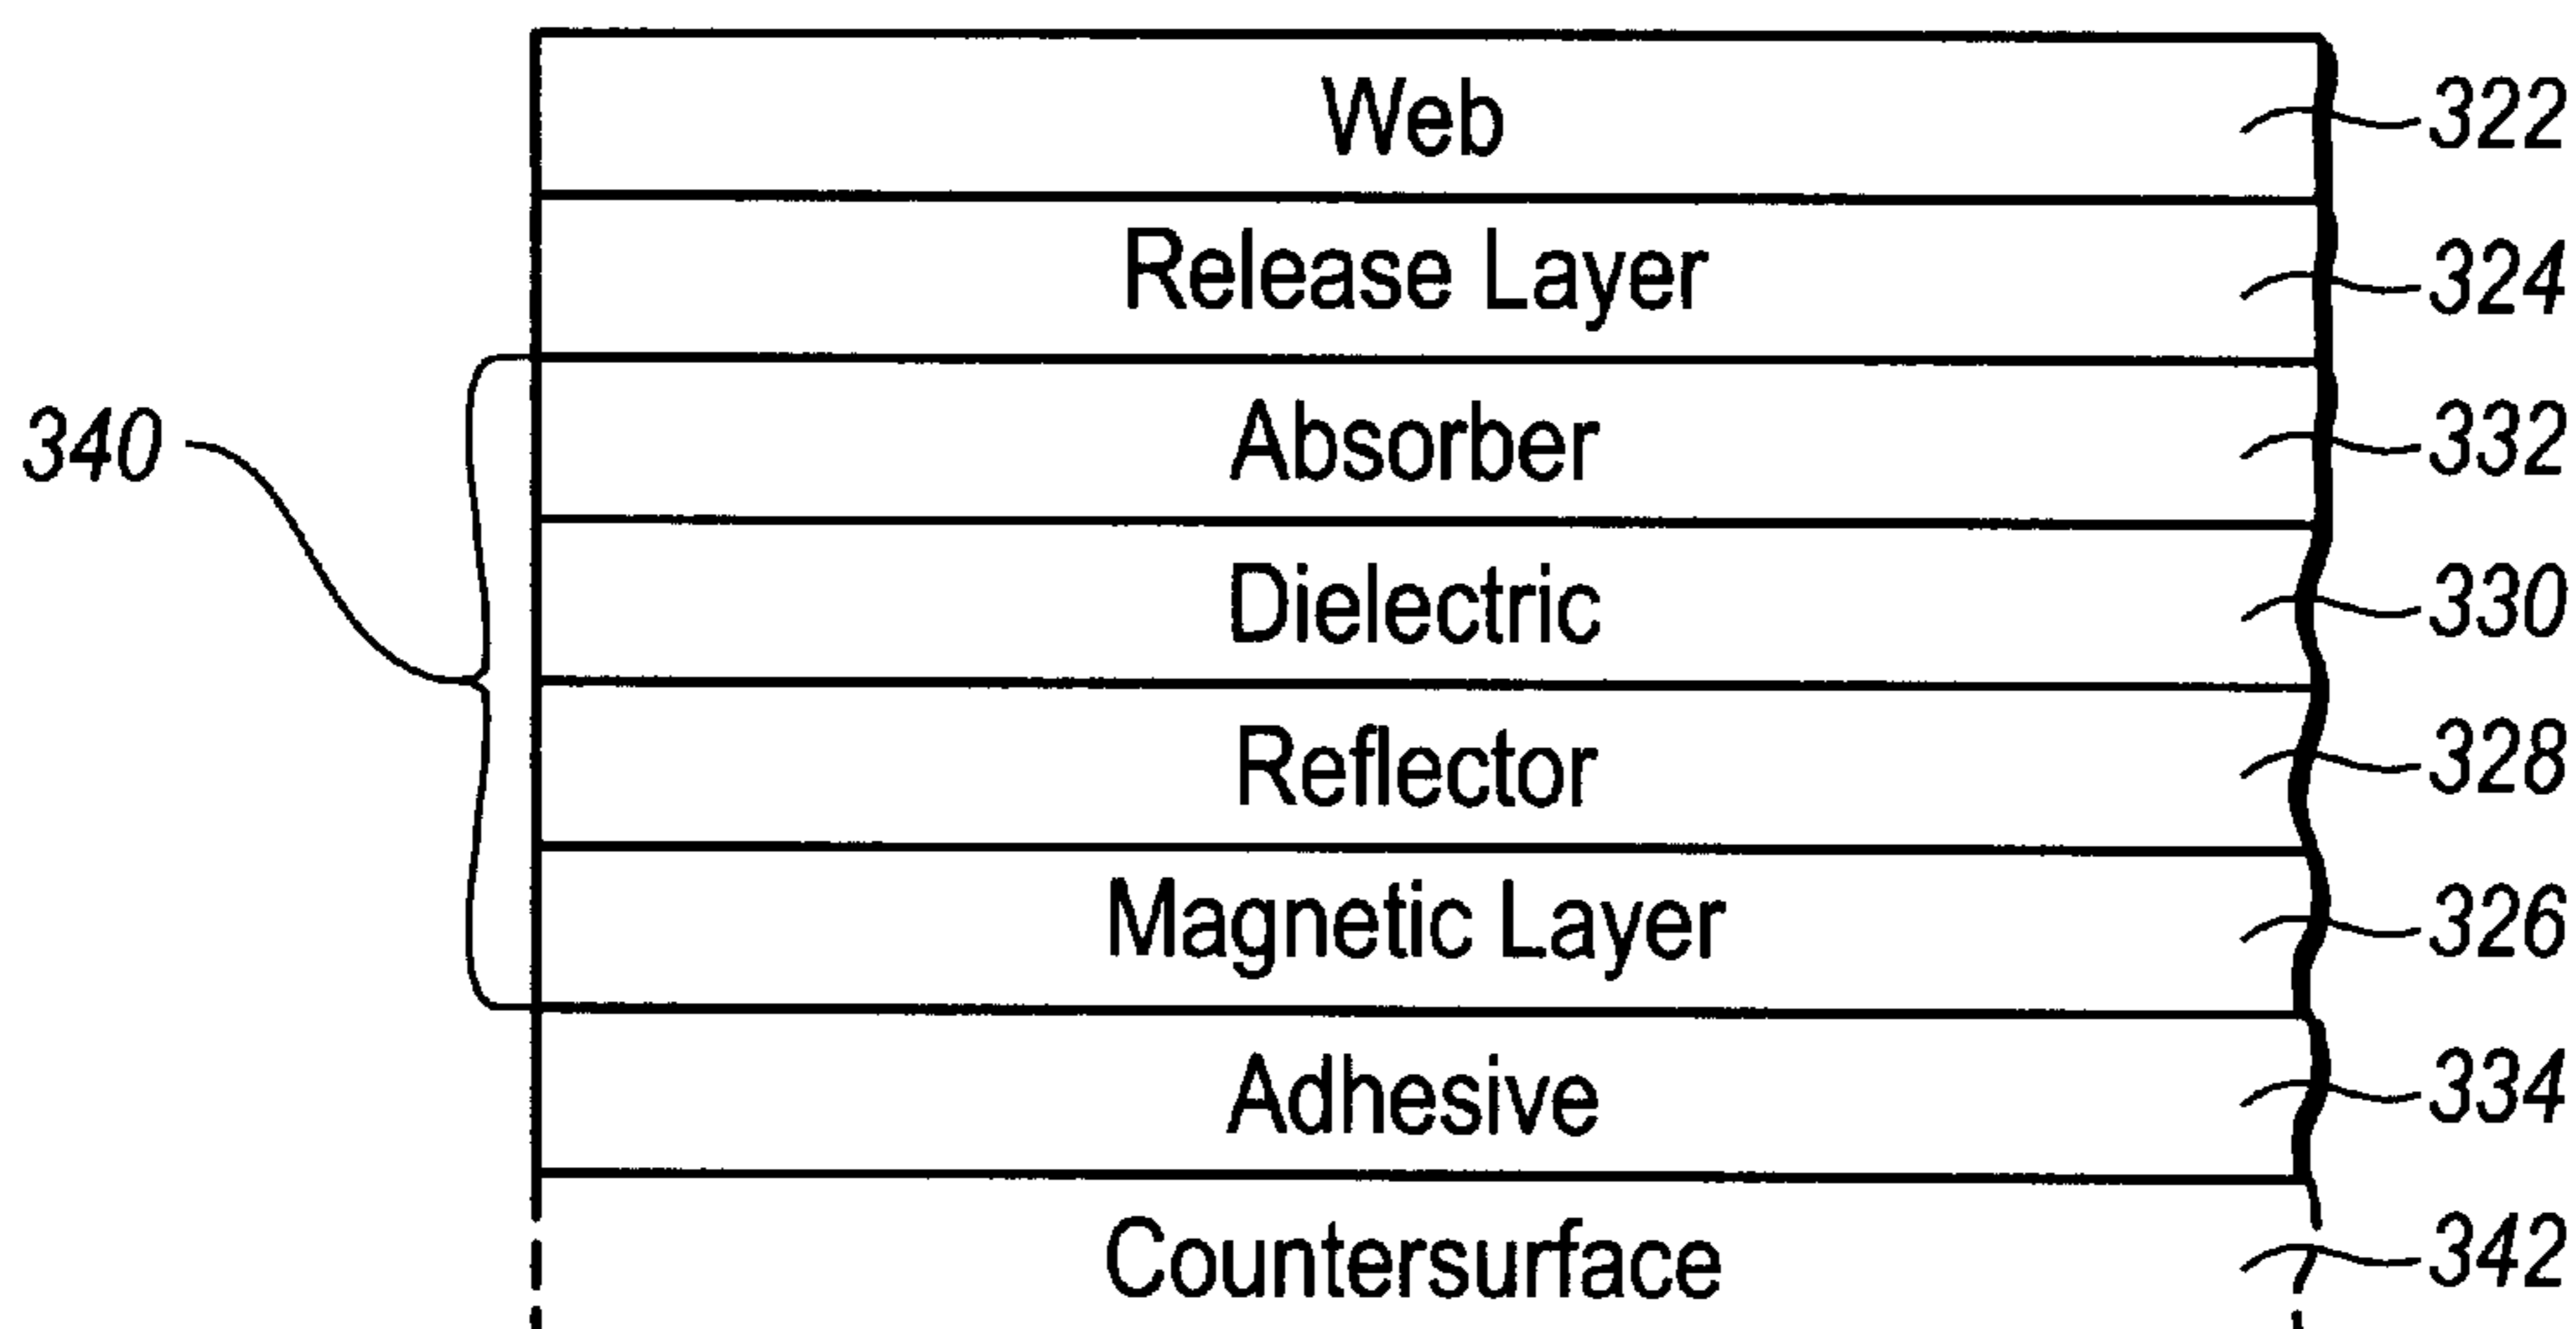 Web 322
Release Layer 324
Absorber 332
340
Dielectric 330
Reflector 328
Magnetic Layer 326
Adhesive 334
Countersurface 342